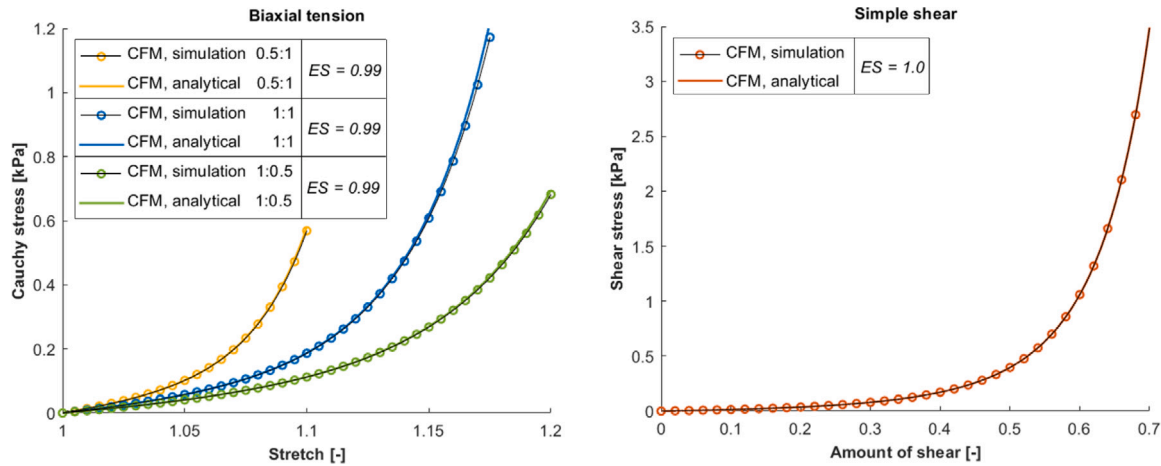 Biaxial tension
1.2
1
0.8
0.6
0.4
0.2
0
Cauchy stress [kPa]
CFM, simulation 0.5:1
CFM, analytical 0.5:1
ES = 0.99
CFM, simulation 1:1
CFM, analytical 1:1
ES = 0.99
CFM, simulation 1:0.5
CFM, analytical 1:0.5
ES = 0.99
1 1.05 1.1 1.15 1.2
Stretch [-]
Simple shear
3.5
3
2.5
2
1.5
1
0.5
0
Shear stress [kPa]
CFM, simulation
CFM, analytical
ES = 1.0
0 0.1 0.2 0.3 0.4 0.5 0.6 0.7
Amount of shear [-]